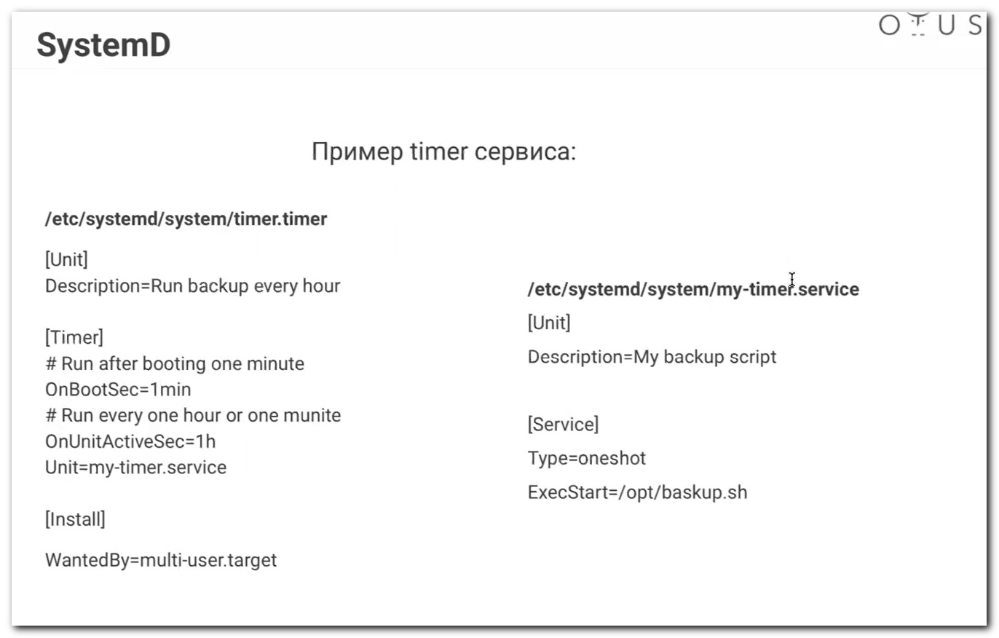 SystemD
OTUS
Пример timer сервиса:
/etc/systemd/system/timer.timer
[Unit]
Description=Run backup every hour
[Timer]
# Run after booting one minute
OnBootSec=1min
# Run every one hour or one munite
OnUnitActiveSec=1h
Unit=my-timer.service
[Install]
WantedBy=multi-user.target
/etc/systemd/system/my-timer.service
[Unit]
Description=My backup script
[Service]
Type=oneshot
ExecStart=/opt/baskup.sh